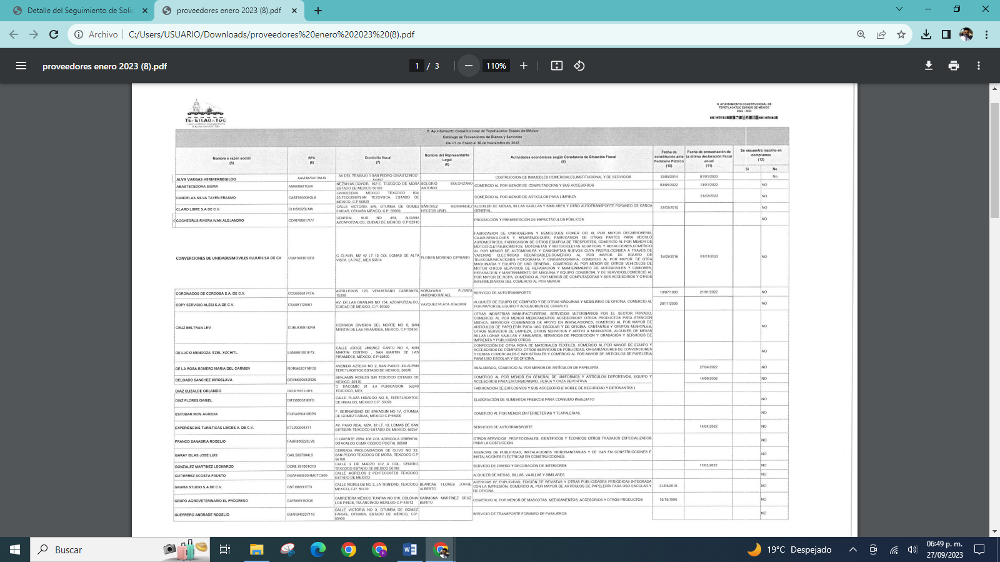 Detalle del Seguimiento de Solic
proveedores enero 2023 (8).pdf
Archivo
C:/Users/USUARIO/Downloads/proveedores%20enero%202023%20(8).pdf
proveedores enero 2023 (8).pdf
1 / 3
110%
TEPETLAOXTOC
H. AYUNTAMIENTO CONSTITUCIONAL DE
TEPETLAOXTOC ESTADO DE MÉXICO
2022 - 2024
H. Ayuntamiento Constitucional de Tepetlaoxtoc Estado de México
Catálogo de Proveedores de Bienes y Servicios
Del 01 de Enero al 30 de Noviembre de 2022
Nombre o razón social (5)
RFC (6)
Domicilio fiscal (7)
Nombre del Representante Legal (8)
Actividades económicas según Constancia de Situación Fiscal (9)
Fecha de constitución ante Fedatario Público (10)
Fecha de presentación de la última declaración fiscal anual (11)
Se encuentra inscrito en comprames (12)
Si
No
ALVA VARGAS HERMERNEGILDO
AV DEL TRABAJO 1 SAN PEDRO CHIAUTZINGO
COSTRUCCION DE INMUEBLES COMERCIALES,INSTITUCIONAL Y DE SERVICIOS
12/05/2014
01/01/2023
No
ABASTECEDORA SIGMA
NEZAHUALCOYOTL 102-E, TEXCOCO DE MORA ESTADO DE MEXICO 56100
SOLORIO SOLORZANO ANTONIO
COMERCIO AL POR MENOR DE COMPUTADORAS Y SUS ACCESORIOS
03/05/2022
13/01/2022
NO
CANDELAS SILVA TAYEN ERASMO
CARRETERA MEXICO TEXCOCO KM. 33,TEQUISISTLAN TEZOYUCA, ESTADO DE MEXICO, C.P 56020
COMERCIO AL POR MENOR DE ARTICULOS PARA LIMPIEZA
21/03/2022
NO
CLARO LIBRE S.A DE C.V.
CLI150326LMA
CALLE VICTORIA S/N, OTUMBA DE GOMEZ FARIAS, OTUMBA MÉXICO, C.P. 55900
SÁNCHEZ HERNANDEZ HECTOR URIEL
ALQUILER DE MESAS, SILLAS VAJILLAS Y SIMILARES Y OTRO AUTOTRANSPORTE FORANEO DE CARGA GENERAL.
31/03/2015
NO
COCHEGRUS RIVERA IVAN ALEJANDRO
CENTRAL SUR NO 454, ALDANA AZCAPOTZALCO, CUIDAD DE MÉXICO, C.P 02910
PRODUCCIÓN Y PRESENTACIÓN DE ESPECTÁCULOS PÚBLICOS
NO
CONVERCIONES DE UNIDADESMOVILES FLUURS SA DE CV
CUM1603012F8
C CLAVEL MZ 42 LT 15 COL LOMAS DE ALTA VISTA LA PAZ , MEX 56514
FLORES MORENO CIPRIANO
FABRICASION DE CARROSERIAS Y REMOLQUES COMER CIO AL POR MAYOR DECARROSERIA, CAJAS,REMOLQUES Y SEMIREMOLQUES, FABRICASION DE OTRAS PARTES PARA VEICULO AUTOMOTRICES, FABRICACION DE OTROS EQUIPOA DE TRESPORTES, COMERCIO AL POR MENOR DE MOTOCICLETAS,BICIMOTOS, MOTONETAS Y MOTOCICLETAS ACUATICAS Y REFACCIONES,COMERCIO AL POR MENOR DE AUTOMOVILES Y CAMIONETAS NUEVOS CUYA PROPULSIONSEA A TRAVES DE VATERIAS ELECTRICAS RECARGABLES,COMERCIO AL POR MAYOR DE EQUIPO DE TELECOMUNICACIONES FOTOGRAFIA Y CINEMATOGRAFIA, COMERCIO AL POR MAYOR DE OTRA MAQUINARIA Y EQUIPO DE USO GENERAL, COMERCIO AL POR MENOR DE OTROS VEHICULOS DE MOTOR OTROS SERVICIOS DE REPARACION Y MANTENIMIENTO DE AUTOMOVILES Y CAMIONES, REPARACION Y MANTENIMIENTO DE MAQUINA Y EQUIPO COMERCIAL Y DE SERVICIOS,COMERCIO AL POR MAYOR DE ROPA, COMERCIO AL POR MENOR DE COMPUTADORAS Y SUS ACCESORIOS Y OTROS INTERMEDIARIOS DEL COMERCIO AL POR MENOR
15/03/2016
01/01/2022
NO
CORDINADOS DE CORDOBA S.A. DE C.V.
CCO9606174TA
ARTILLEROS 123, VENUSTIANO CARRANZA, 15390
KOBAYASHI FLORES ANTONIO RAFAEL
SERVICIO DE AUTOTRANSPORTE
10/07/1996
21/01/2022
NO
COPY SERVICIO ALESI S.A DE C.V.
AV. DE LAS GRANJAS NO 154, AZCAPOTZALCO, CUIDAD DE MÉXICO, C.P. 02000
VAZQUEZ PLATA JOAQUIN
ALQUILER DE EQUIPO DE CÓMPUTO Y DE OTRAS MÁQUINAS Y MOBILIARIO DE OFICINA, COMERCIO AL POR MAYOR DE EQUIPO Y ACCESORIOS DE COMPUTO
28/11/2008
NO
CRUZ BELTRAN LEVI
CUBL8309142V6
CERRADA DIVISION DEL NORTE NO 5, SAN MARTIN DE LAS PIRAMIDES, MEXICO, C.P 55850
OTRAS INDUSTRIAS MANUFACTURERAS, SERVICIOS VETERINARIOS POR EL SECTOR PRIVADO, COMERCIO AL POR MENOR MEDICAMENTOS ACCESORIOSY OTROS PRODUCTOS PARA ATENCIÓN MEDICA, SERVICIOS COMBINADOS DE APOYO EN INSTALACIONES, COMERCIO AL POR MAYOR DE ARTICULOS DE PAPELERÍA PARA USO ESCOLAR Y DE OFICINA, CANTANTES Y GRUPOS MUSICALES, OTROS SERVICIOS DE LIMPIEZA, OTROS SERVICIOS Y APOYO A MUNICIPIOS, ALQUILER DE MESAS SILLAS LONAS VAJILLAS Y SIMILARES, SERVICIOS DE PRODUCCIÓN Y GRABACIÓN Y SERVICIOS DE IMPRENTA Y PUBLICIDAD OTROS.
NO
DE LUCIO MENDOZA ITZEL XOCHITL
LUMI901001F73
CALLE JORGE JIMENEZ CANTU NO 4, SAN MARTIN CENTRO , SAN MARTIN DE LAS PIRAMIDES, MÉXICO, C.P 55850
CONFECCIÓN DE OTRA ROPA DE MATERIALES TEXTILES, COMERCIO AL POR MAYOR DE EQUIPO Y ACCESORIOS DE CÓMPUTO, OTROS SERVICIOS DE PÚBLICIDAD, ORGANIZADORES DE CONVENCIONES Y FERIAS COMERCIALES E INDUSTRIALES Y COMERCIO AL POR MAYOR DE ARTÍCULOS DE PAPELERÍA PARA USO ESCOLAR Y DE OFICINA.
NO
DE LA ROSA ROMERO MARIA DEL CARMEN
RORM020716F59
AVENIDA AZTECA NO 2, SAN PABLO JOLALPAN TEPETLAOXTOC ESTADO DE MEXICO, 56070
ASALARIADO, COMERCIO AL POR MENOR DE ARTÍCULOS DE PAPELERÍA
27/04/2022
NO
DELGADO SANCHEZ MIROSLAVA
DESM990512R26
BENJAMIN ROBLES S/N TEXCOCO ESTADO DE MEXICO. 56170
COMERCIO AL POR MENOR EN GENERAL DE UNIFORMES Y ARTÍCULOS DEPORTIVOS, EQUIPO Y ACCESORIOS PARA EXCURSIONISMO, PESCA Y CAZA DEPORTIVA
14/08/2002
NO
DIAZ ELIZALDE ORLANDO
C TIACOMIC 21 -LA PURICACION 56240 TEXCOCO, MEX
FABRICACION DE EXPLOSIVOS Y SUS ACCESORIO (FUCIBLE DE SEGURIDAD Y DETONANTES )
DIAZ FLORES DANIEL
DIFD880519RF0
CALLE PLAZA HIDALGO NO 5, TEPETLAOXTOC DE HIDALGO, MEXICO C.P 56070
ELABORACIÓN DE ALIMENTOS FRESCOS PARA CONSUMO INMEDIATO
NO
ESCOBAR RIOS AGUEDA
EORA650410RP6
F. BERNARDINO DE SAHAGUN NO 17, OTUMBA DE GOMEZ FARIAS, MEXICO C.P 55900
COMERCIO AL POR MENOR EN FERRETERIAS Y TLAPALERIAS.
NO
EXPERIENCIAS TURISTICAS LINCES A. DE C.V.
ETL200903771
AV. PAVO REAL MZA. 32 LT. 19, LOMAS DE SAN ESTEBAN TEXCOCO ESTADO DE MÉXICO, 56257
SERVICIOS DE AUTOTRANSPORTE
14/04/2022
NO
FRANCO SANABRIA ROGELIO
FASR800223LV8
C ORIENTE 255A 108 COL AGRICOLA ORIENTAL IXTACALCO CDMX CODICO POSTAL 08500
OTROS SERVICIOS PROFECIONALES, CIENTIFICOS Y TECNICOS OTROS TRABAJOS ESPECIALIZADOS PARA LA COSTUCCION
NO
GARAY ISLAS JOSE LUIS
GAIL5607304L6
CERRADA PROLONGACION DE OLIVO NO 33, SAN PEDRO TEXCOCO DE MORA, TEXCOCO C.P 56150
AGENCIAS DE PUBLICIDAD, INSTALACIONES HIDROSANITARIAS Y DE GAS EN CONSTRUCCIONES E INSTALACIONES ELÉCTRICAS EN CONSTRUCCIONES.
NO
GONZALEZ MARTINEZ LEONARDO
GOML791001C10
CALLE 2 DE MARZO 412 A COL. CENTRO TEXCOCO ESTADO DE MÉXICO 56100
SERVICIO DE DISEÑO Y DECORACIÓN DE INTERIORES
17/03/2022
NO
GUTIERREZ ACOSTA FAUSTO
GUAF680920HMCTCS00
CALLE MORELOS 2 PENTECOSTES TEXCOCO ESTADO DE MEXICO
ALQUILER DE MESAS, SILLAS, VAJILLAS Y SIMILARES
NO
GRAMA STUDIO S.A DE C.V.
GST190531T73
CALLE MORELOS NO 2, LA TRINIDAD, TEXCOCO MÉXICO, C.P. 56130
BLANCAS FLORES JORGE ALBERTO
AGENCIAS DE PUBLICIDAD, EDICIÓN DE REVISTAS Y OTRAS PUBLICACIONES PERIÓDICAS INTEGRADA CON LA IMPRESIÓN, COMERCIO AL POR MAYOR DE ARTÍCULOS DE PAPELERÍA PARA USO ESCOLAR Y DE OFICINA.
31/05/2019
NO
GRUPO AGROVETERINARIO EL PROGRESO
GAP9605153Q8
CARRETERA MÉXICO TUXPAN NO 610, COLONIA LOS PINOS, TULANCINGO HIDALGO C.P 43612
CARMONA MARTÍNEZ CRUZ BENITO
COMERCIO AL POR MENOR DE MASCOTAS, MEDICAMENTOS, ACCESORIOS Y OTROS PRODUCTOS
15/15/1996
NO
GUERRERO ANDRADE ROGELIO
GUAR940227116
CALLE VICTORIA NO 3, OTUMBA DE GOMEZ FARIAS, OTUMBA, ESTADO DE MÉXICO, C.P 55900
SERVICIO DE TRANSPORTE FORANEO DE PASAJEROS
NO
Buscar
19°C Despejado
06:49 p. m.
27/09/2023